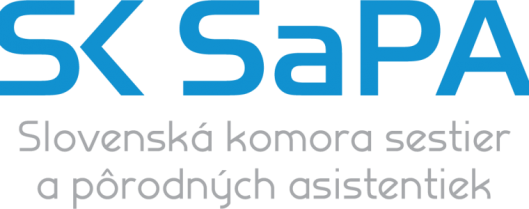 SK SaPA
Slovenská komora sestier
a pôrodných asistentiek